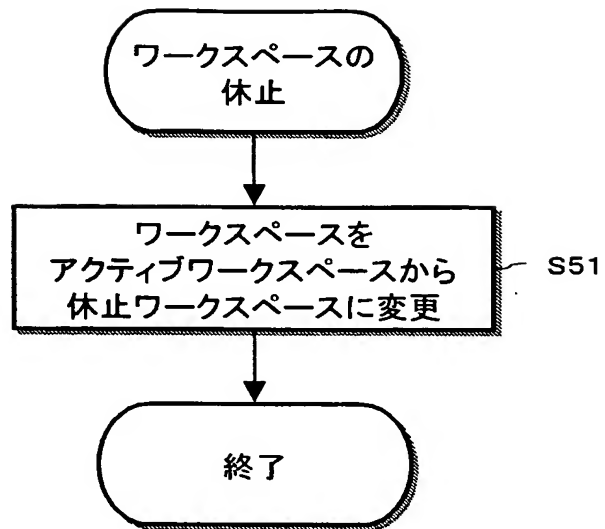 ワークスペースの
休止
ワークスペースを
アクティブワークスペースから
休止ワークスペースに変更
S51
終了